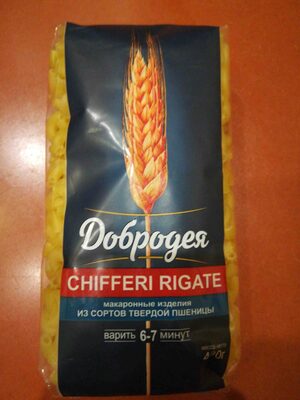 Добродея
CHIFFERI RIGATE
макаронные изделия
ИЗ СОРТОВ ТВЕРДОЙ ПШЕНИЦЫ
варить 6-7 минут